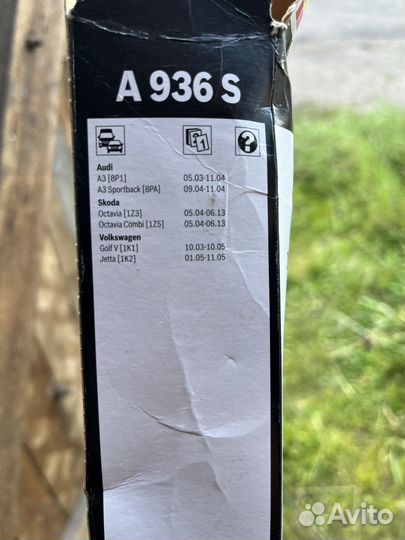 A 936 S
1
?
Audi
A3 [8P1] 05.03-11.04
A3 Sportback [8PA] 09.04-11.04
Skoda
Octavia [1Z3] 05.04-06.13
Octavia Combi [1Z5] 05.04-06.13
Volkswagen
Golf V [1K1] 10.03-10.05
Jetta [1K2] 01.05-11.05
Avito